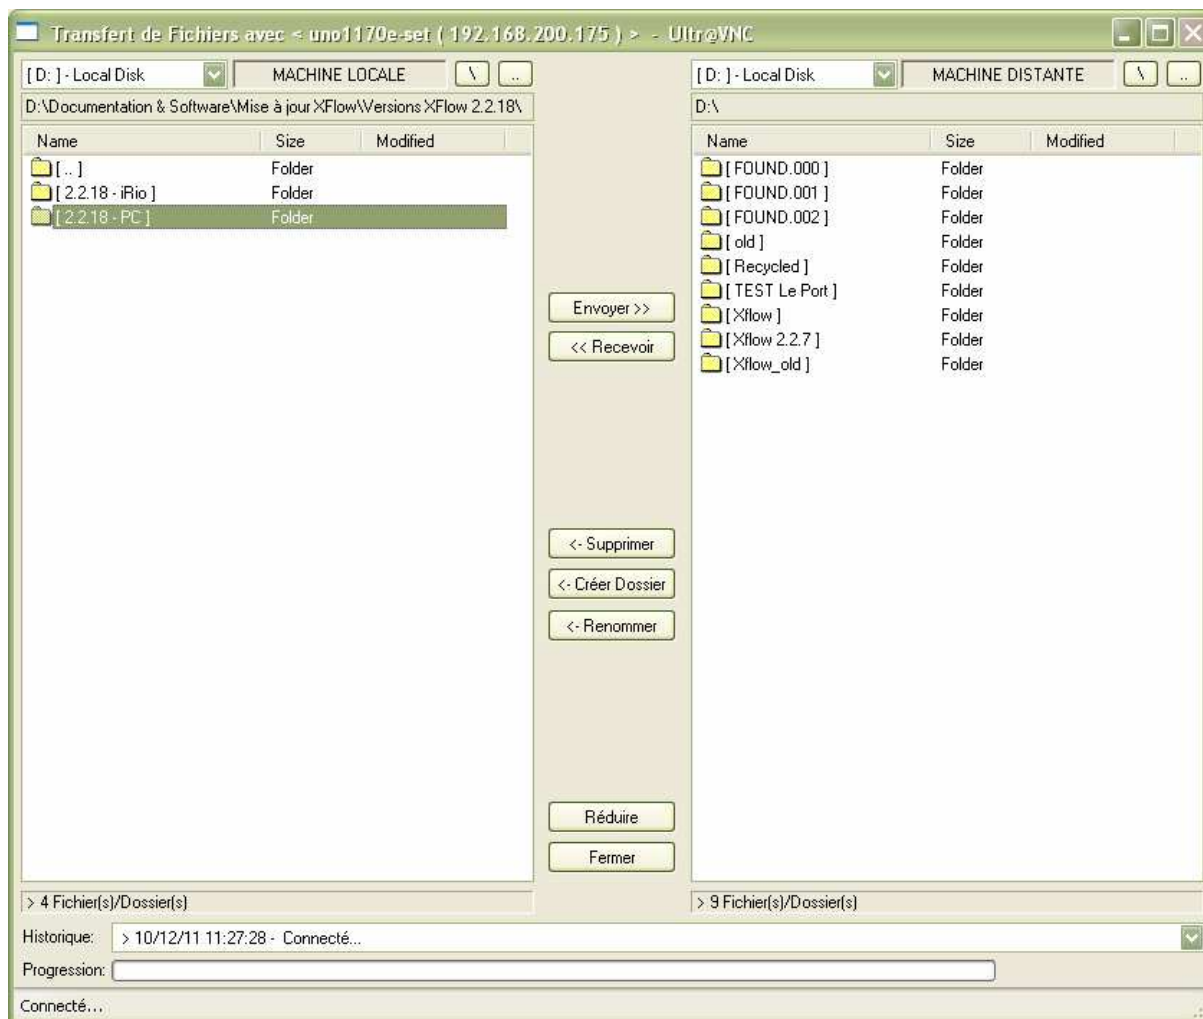 Transfert de Fichiers avec < uno1170e-set ( 192.168.200.175 ) > - Ultr@VNC
[ D: ] - Local Disk MACHINE LOCALE \ ..
D:\Documentation & Software\Mise à jour XFlow\Versions XFlow 2.2.18\
Name Size Modified
[ .. ] Folder
[ 2.2.18 - iRio ] Folder
[ 2.2.18 - PC ] Folder
> 4 Fichier(s)/Dossier(s)
Envoyer >>
<< Recevoir
<- Supprimer
<- Créer Dossier
<- Renommer
Réduire
Fermer
[ D: ] - Local Disk MACHINE DISTANTE \ ..
D:\
Name Size Modified
[ FOUND.000 ] Folder
[ FOUND.001 ] Folder
[ FOUND.002 ] Folder
[ old ] Folder
[ Recycled ] Folder
[ TEST Le Port ] Folder
[ Xflow ] Folder
[ Xflow 2.2.7 ] Folder
[ Xflow_old ] Folder
> 9 Fichier(s)/Dossier(s)
Historique: > 10/12/11 11:27:28 - Connecté...
Progression:
Connecté...